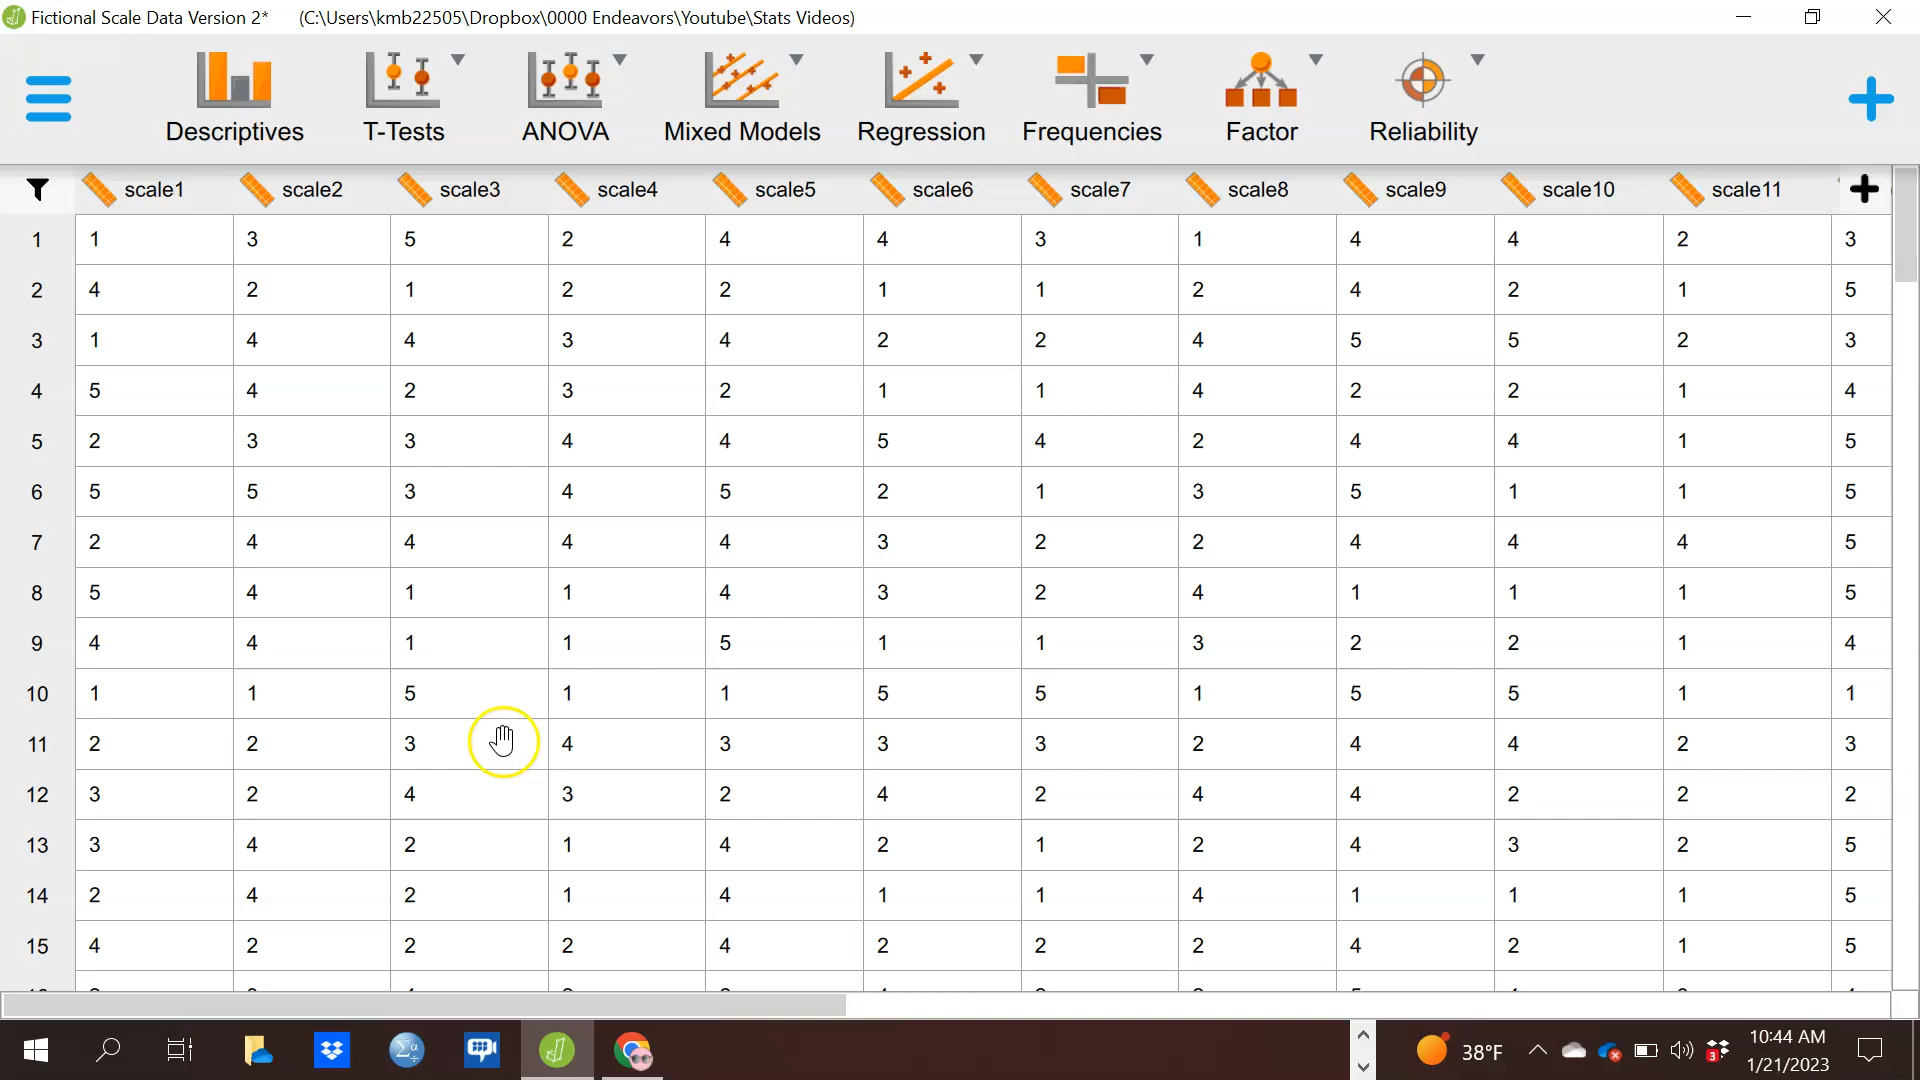 Fictional Scale Data Version 2* (C:\Users\kmb22505\Dropbox\0000 Endeavors\Youtube\Stats Videos)
Descriptives T-Tests ANOVA Mixed Models Regression Frequencies Factor Reliability
scale1 scale2 scale3 scale4 scale5 scale6 scale7 scale8 scale9 scale10 scale11
1 1 3 5 2 4 4 3 1 4 4 2 3
2 4 2 1 2 2 1 1 2 4 2 1 5
3 1 4 4 3 4 2 2 4 5 5 2 3
4 5 4 2 3 2 1 1 4 2 2 1 4
5 2 3 3 4 4 5 4 2 4 4 1 5
6 5 5 3 4 5 2 1 3 5 1 1 5
7 2 4 4 4 4 3 2 2 4 4 4 5
8 5 4 1 1 4 3 2 4 1 1 1 5
9 4 4 1 1 5 1 1 3 2 2 1 4
10 1 1 5 1 1 5 5 1 5 5 1 1
11 2 2 3 4 3 3 3 2 4 4 2 3
12 3 2 4 3 2 4 2 4 4 2 2 2
13 3 4 2 1 4 2 1 2 4 3 2 5
14 2 4 2 1 4 1 1 4 1 1 1 5
15 4 2 2 2 4 2 2 2 4 2 1 5
38°F 3 10:44 AM
1/21/2023